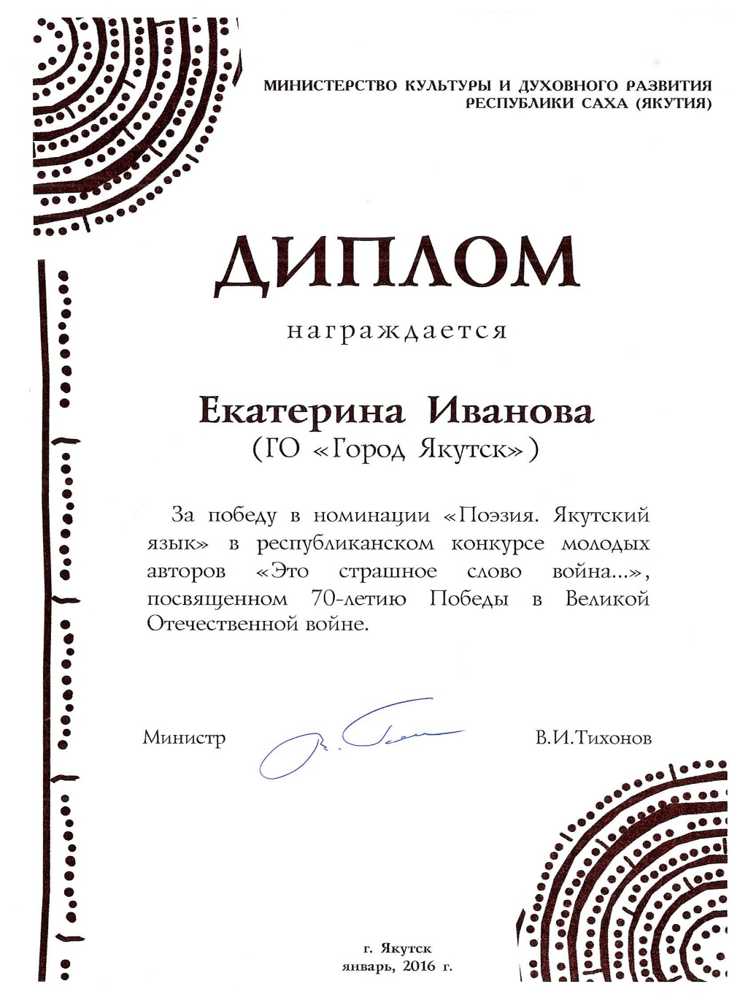 МИНИСТЕРСТВО КУЛЬТУРЫ И ДУХОВНОГО РАЗВИТИЯ
РЕСПУБЛИКИ САХА (ЯКУТИЯ)
ДИПЛОМ
награждается
Екатерина Иванова
(ГО «Город Якутск»)
За победу в номинации «Поэзия. Якутский
язык» в республиканском конкурсе молодых
авторов «Это страшное слово война...»,
посвященном 70-летию Победы в Великой
Отечественной войне.
Министр В.И.Тихонов
г. Якутск
январь, 2016 г.